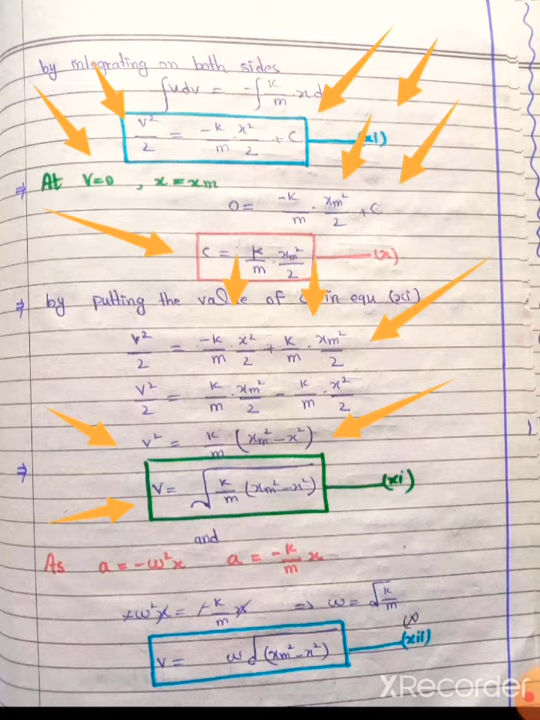 by integrating on both sides
∫vdv = -∫ k/m x d
v²/2 = -k/m . x²/2 + C (xi)
⇒ At V=0 , x = xm
0 = -k/m . xm²/2 + C
C = k/m . xm²/2 (x)
⇒ by putting the value of in equ (xi)
v²/2 = -k/m . x²/2 + k/m . xm²/2
v²/2 = k/m . xm²/2 - k/m . x²/2
⇒ v² = k/m (xm² - x²)
V = √(k/m (xm² - x²)) (xi)
and
As a = -ω²x a = -k/m x
-ω²x = -k/m x ⇒ ω = √(k/m)
V = ω√(xm² - x²) (xii)
XRecorder